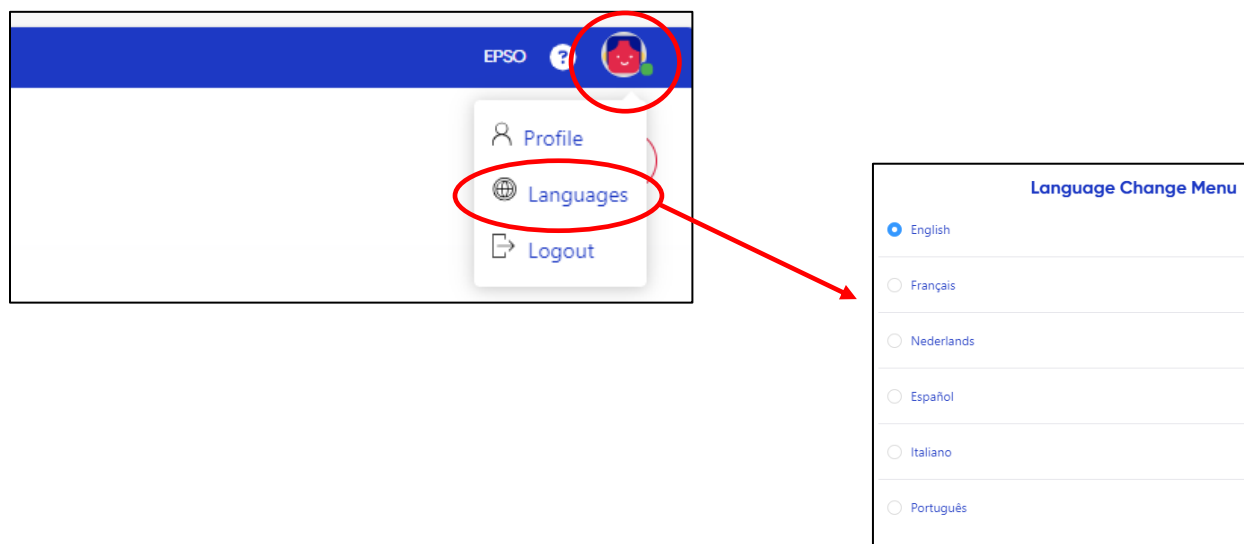 EPSO ?
Profile
Languages
Logout
Language Change Menu
English
Français
Nederlands
Español
Italiano
Português